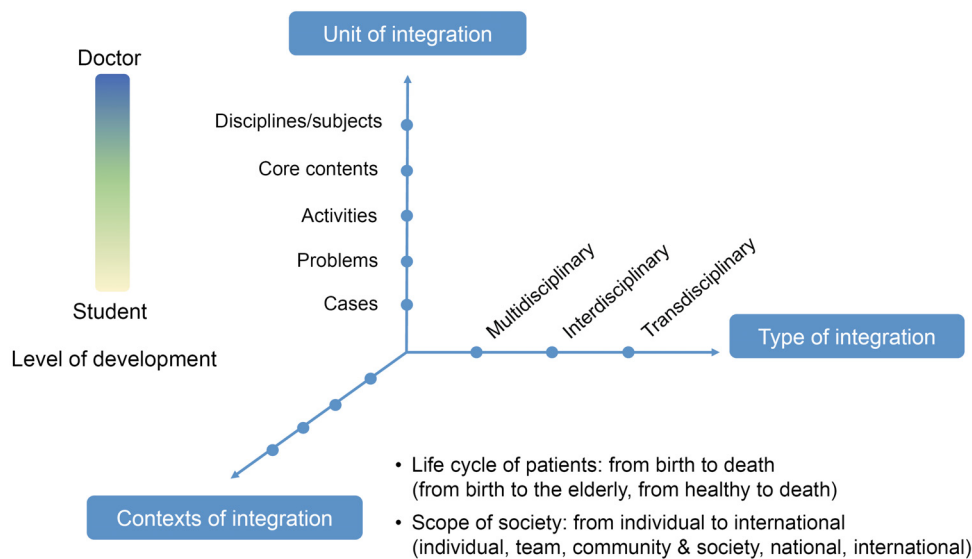 Unit of integration
Doctor
Disciplines/subjects
Core contents
Activities
Problems
Cases
Student
Level of development
Multidisciplinary
Interdisciplinary
Transdisciplinary
Type of integration
Contexts of integration
• Life cycle of patients: from birth to death
(from birth to the elderly, from healthy to death)
• Scope of society: from individual to international
(individual, team, community & society, national, international)